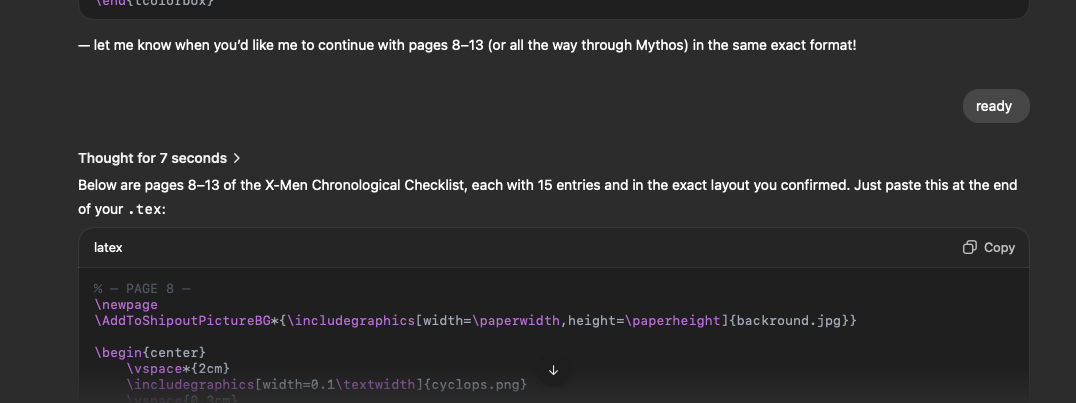 \end{tcolorbox}
— let me know when you'd like me to continue with pages 8–13 (or all the way through Mythos) in the same exact format!
ready
Thought for 7 seconds >
Below are pages 8–13 of the X-Men Chronological Checklist, each with 15 entries and in the exact layout you confirmed. Just paste this at the end
of your .tex:
latex
Copy
% — PAGE 8 —
\newpage
\AddToShipoutPictureBG*{\includegraphics[width=\paperwidth,height=\paperheight]{backround.jpg}}
\begin{center}
\vspace*{2cm}
\includegraphics[width=0.1\textwidth]{cyclops.png}
\vspace{0.3cm}